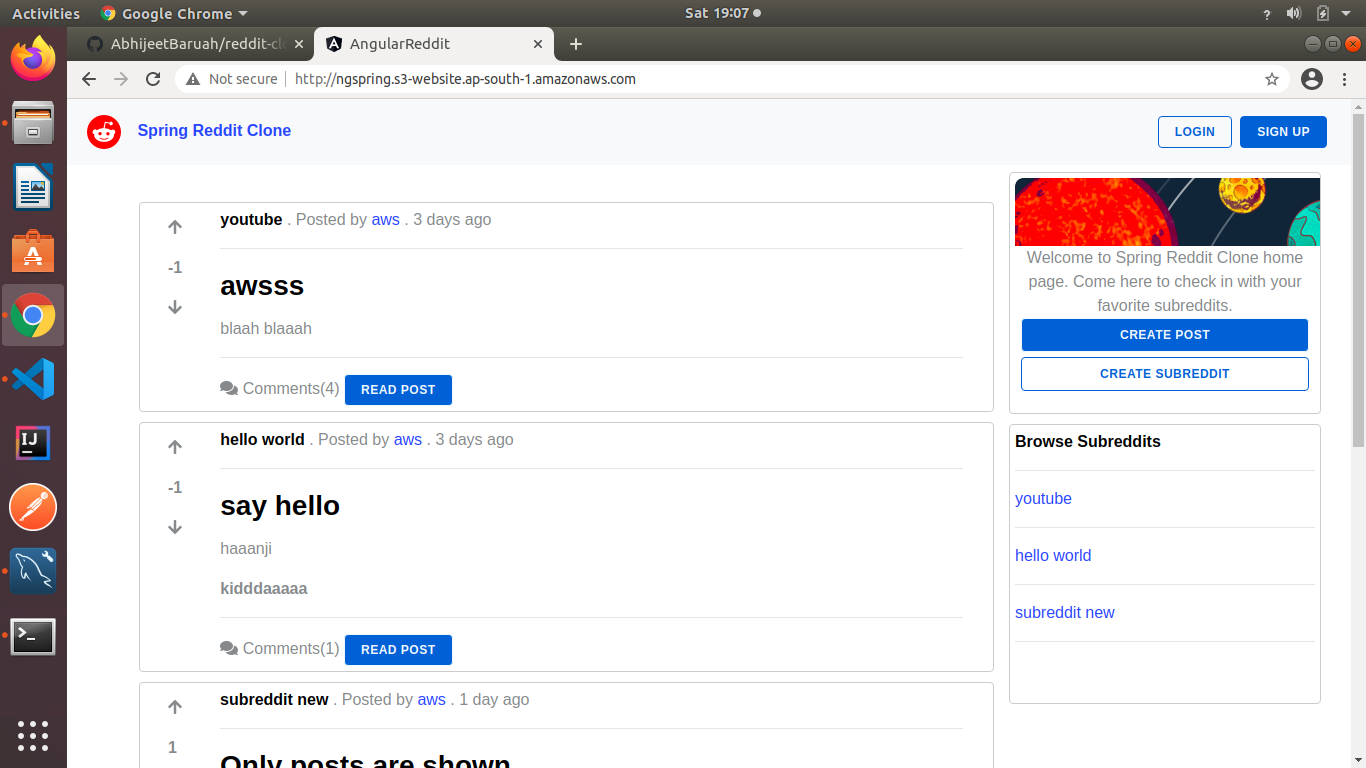 Activities
Google Chrome
Sat 19:07
?
AbhijeetBaruah/reddit-cl
AngularReddit
Not secure
http://ngspring.s3-website.ap-south-1.amazonaws.com
Spring Reddit Clone
LOGIN
SIGN UP
youtube . Posted by aws . 3 days ago
-1
awsss
blaah blaaah
Comments(4)
READ POST
hello world . Posted by aws . 3 days ago
-1
say hello
haaanji
kidddaaaaa
Comments(1)
READ POST
subreddit new . Posted by aws . 1 day ago
1
Only posts are shown
Welcome to Spring Reddit Clone home
page. Come here to check in with your
favorite subreddits.
CREATE POST
CREATE SUBREDDIT
Browse Subreddits
youtube
hello world
subreddit new
IJ
>_